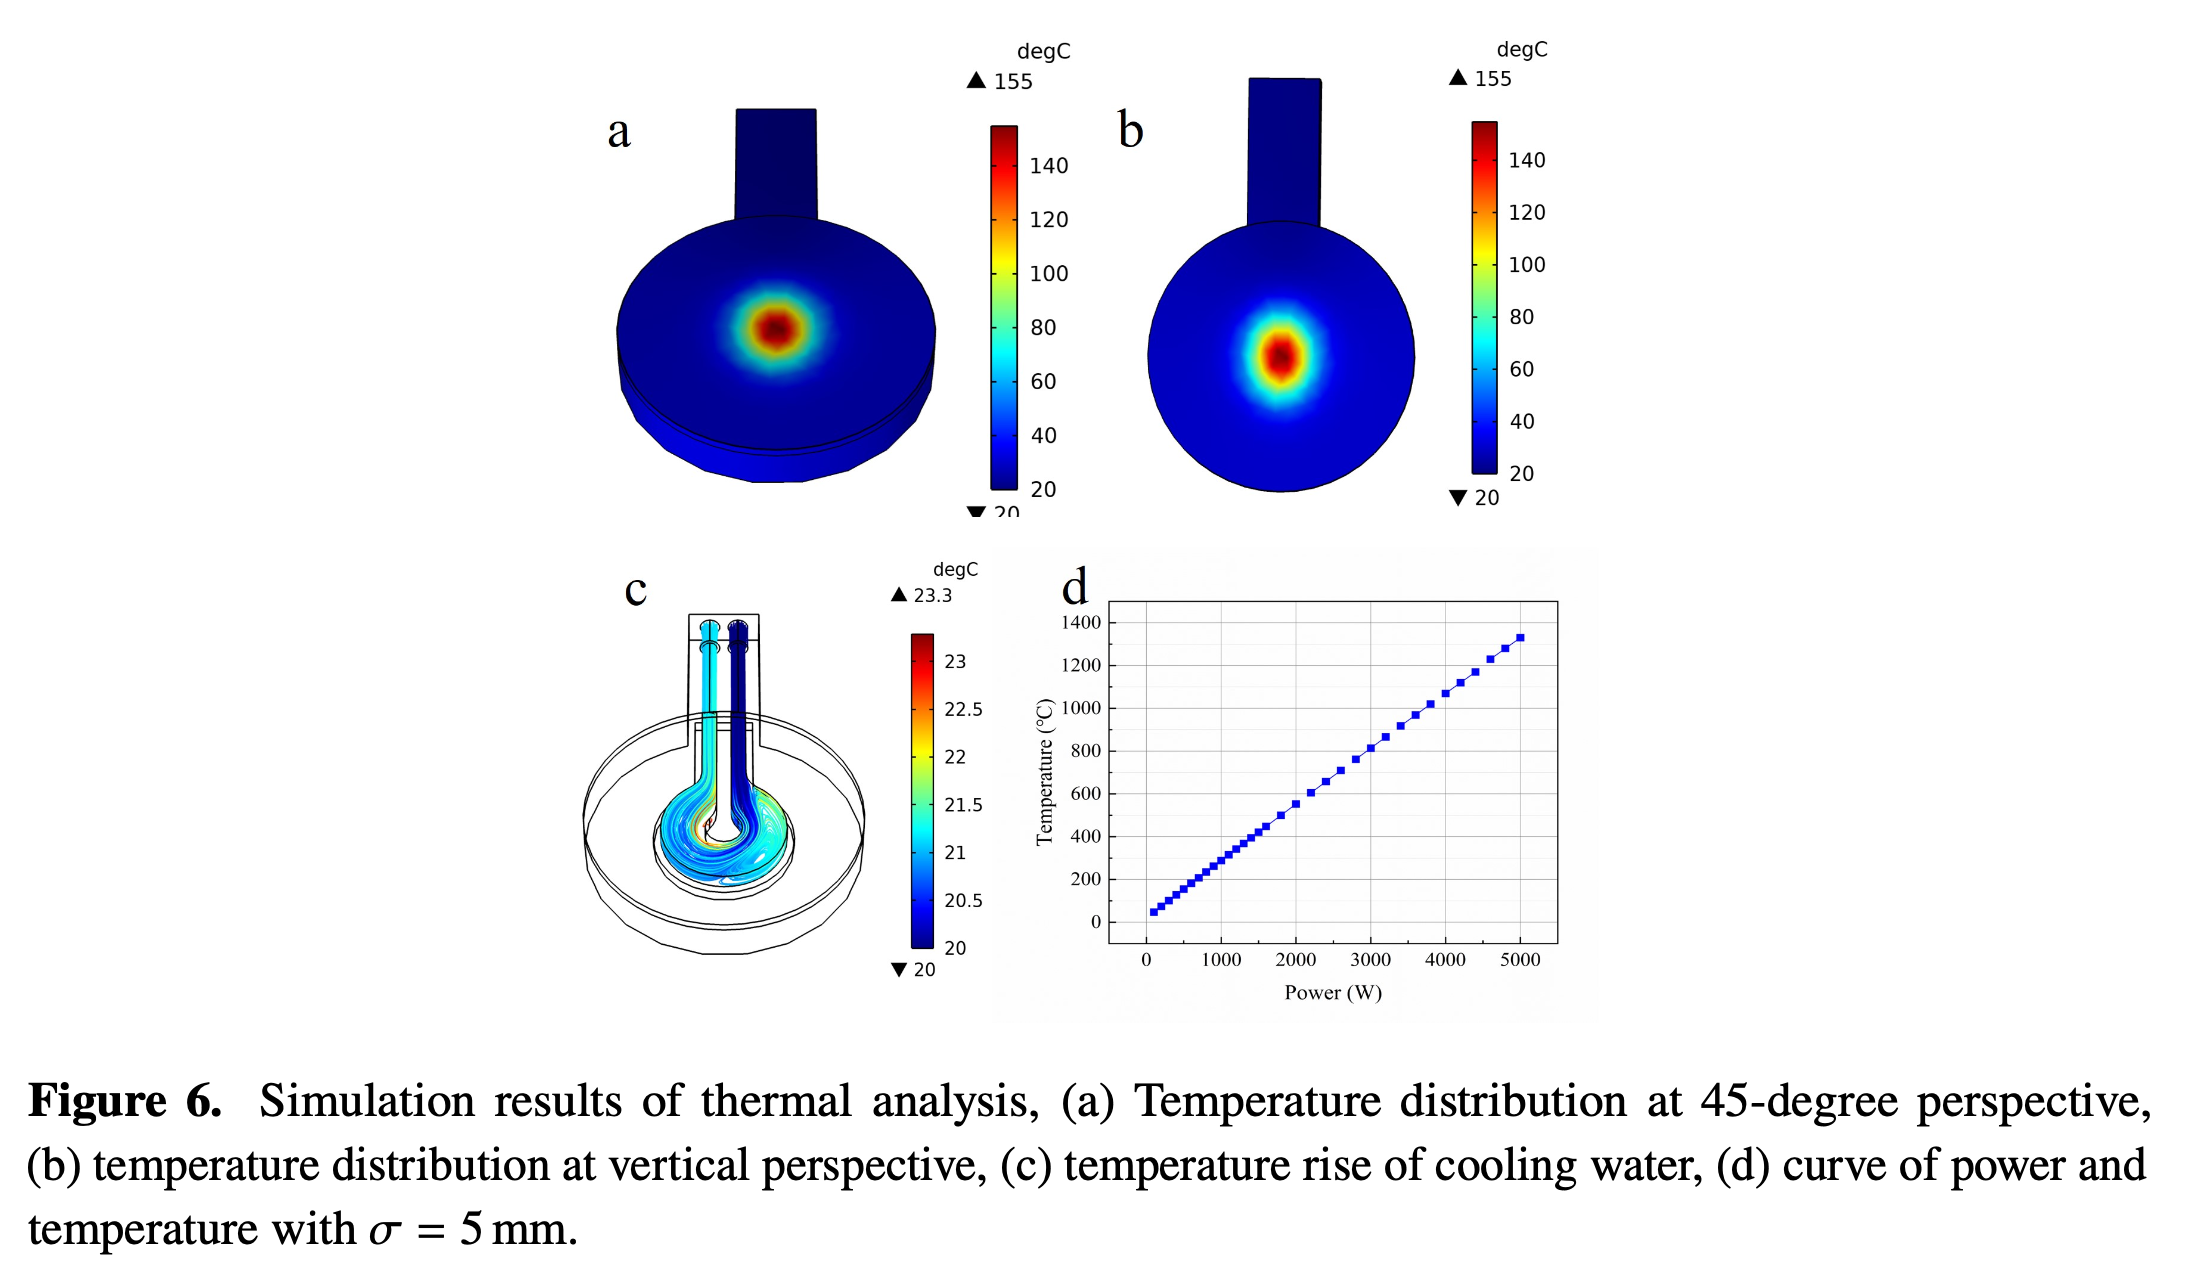 degC
▲ 155
a
140
120
100
80
60
40
20
▼ 20
degC
▲ 155
b
140
120
100
80
60
40
20
▼ 20
degC
▲ 23.3
c
23
22.5
22
21.5
21
20.5
20
▼ 20
d
1400
1200
1000
800
600
400
200
0
Temperature (℃)
0 1000 2000 3000 4000 5000
Power (W)
Figure 6. Simulation results of thermal analysis, (a) Temperature distribution at 45-degree perspective,
(b) temperature distribution at vertical perspective, (c) temperature rise of cooling water, (d) curve of power and
temperature with σ = 5 mm.